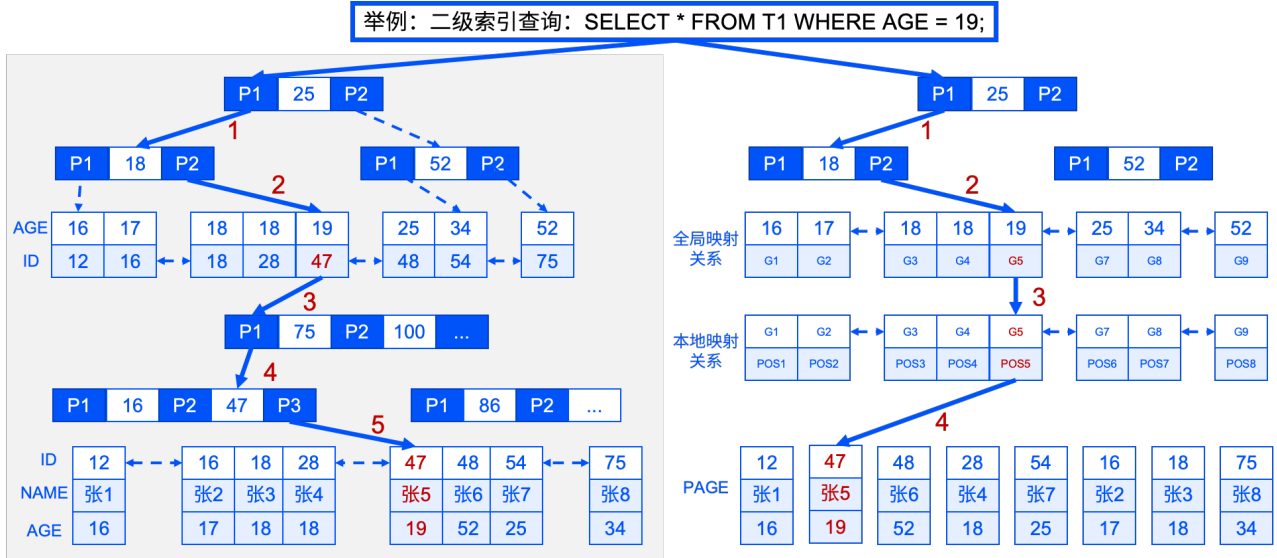 举例：二级索引查询：SELECT * FROM T1 WHERE AGE = 19;
P1 25 P2
1
P1 18 P2
P1 52 P2
2
AGE 16 17 18 18 19 25 34 52
ID 12 16 18 28 47 48 54 75
3
P1 75 P2 100 ...
4
P1 16 P2 47 P3
P1 86 P2 ...
5
ID 12 16 18 28 47 48 54 75
NAME 张1 张2 张3 张4 张5 张6 张7 张8
AGE 16 17 18 18 19 52 25 34
P1 25 P2
1
P1 18 P2
P1 52 P2
2
全局映射
关系
16 17 18 18 19 25 34 52
G1 G2 G3 G4 G5 G7 G8 G9
3
本地映射
关系
G1 G2 G3 G4 G5 G7 G8 G9
POS1 POS2 POS3 POS4 POS5 POS6 POS7 POS8
4
PAGE
12 47 48 28 54 16 18 75
张1 张5 张6 张4 张7 张2 张3 张8
16 19 52 18 25 17 18 34